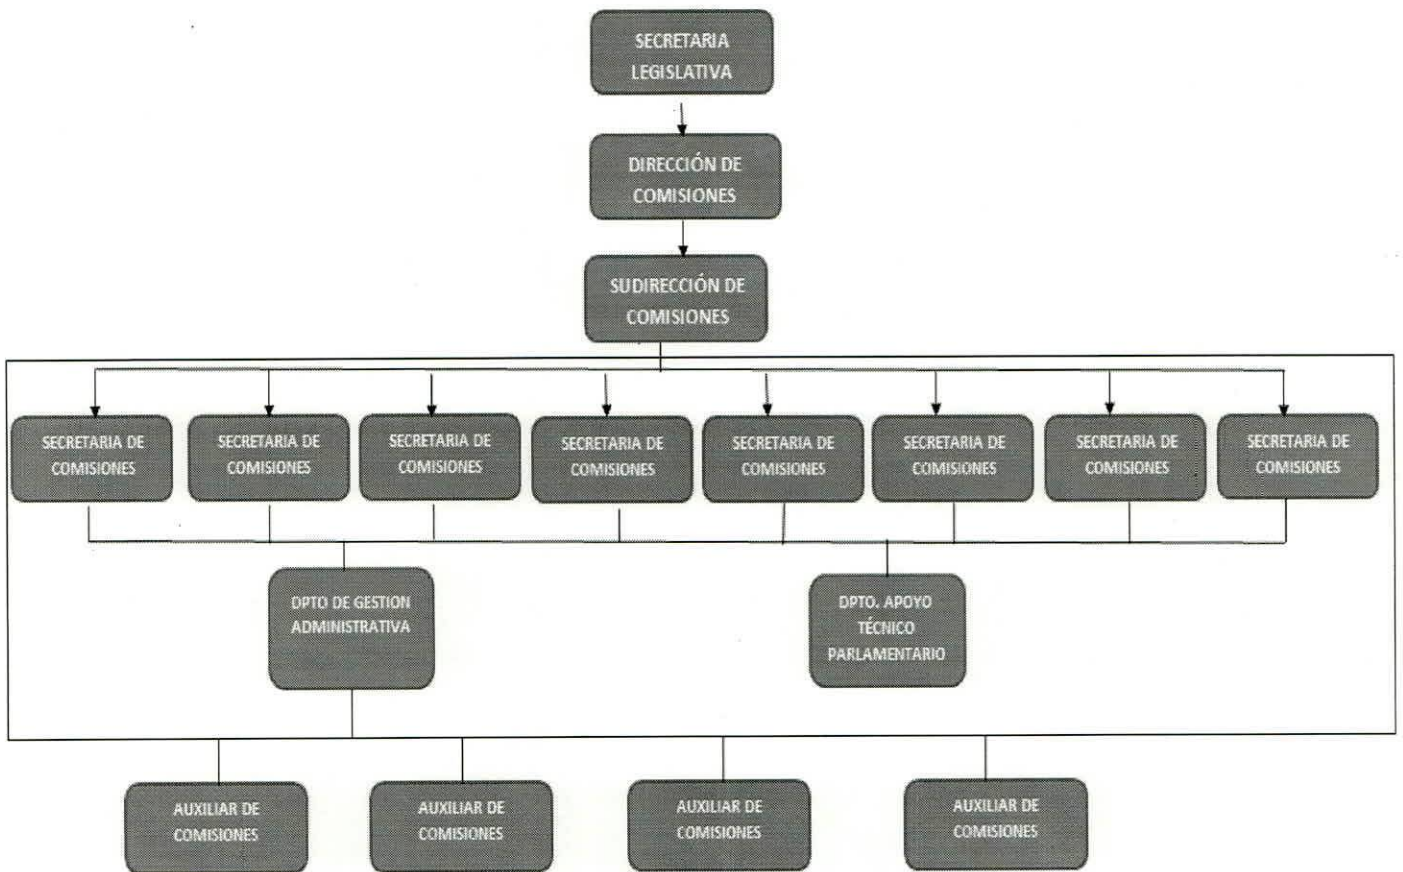 SECRETARIA
LEGISLATIVA
DIRECCIÓN DE
COMISIONES
SUDIRECCIÓN DE
COMISIONES
SECRETARIA DE
COMISIONES
SECRETARIA DE
COMISIONES
SECRETARIA DE
COMISIONES
SECRETARIA DE
COMISIONES
SECRETARIA DE
COMISIONES
SECRETARIA DE
COMISIONES
SECRETARIA DE
COMISIONES
SECRETARIA DE
COMISIONES
DPTO DE GESTION
ADMINISTRATIVA
DPTO. APOYO
TÉCNICO
PARLAMENTARIO
AUXILIAR DE
COMISIONES
AUXILIAR DE
COMISIONES
AUXILIAR DE
COMISIONES
AUXILIAR DE
COMISIONES